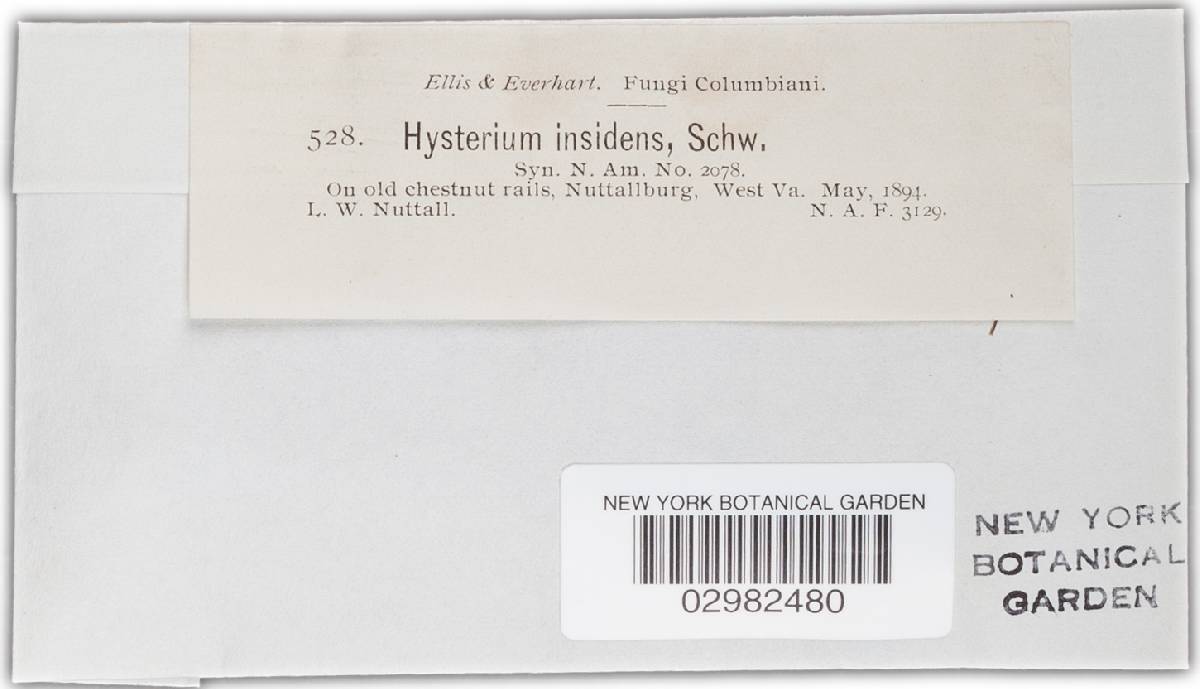 Ellis & Everhart. Fungi Columbiani.
528. Hysterium insidens, Schw.
Syn. N. Am. No. 2078.
On old chestnut rails, Nuttallburg, West Va. May, 1894.
L. W. Nuttall. N. A. F. 3129.
NEW YORK BOTANICAL GARDEN
02982480
NEW YORK
BOTANICAL
GARDEN